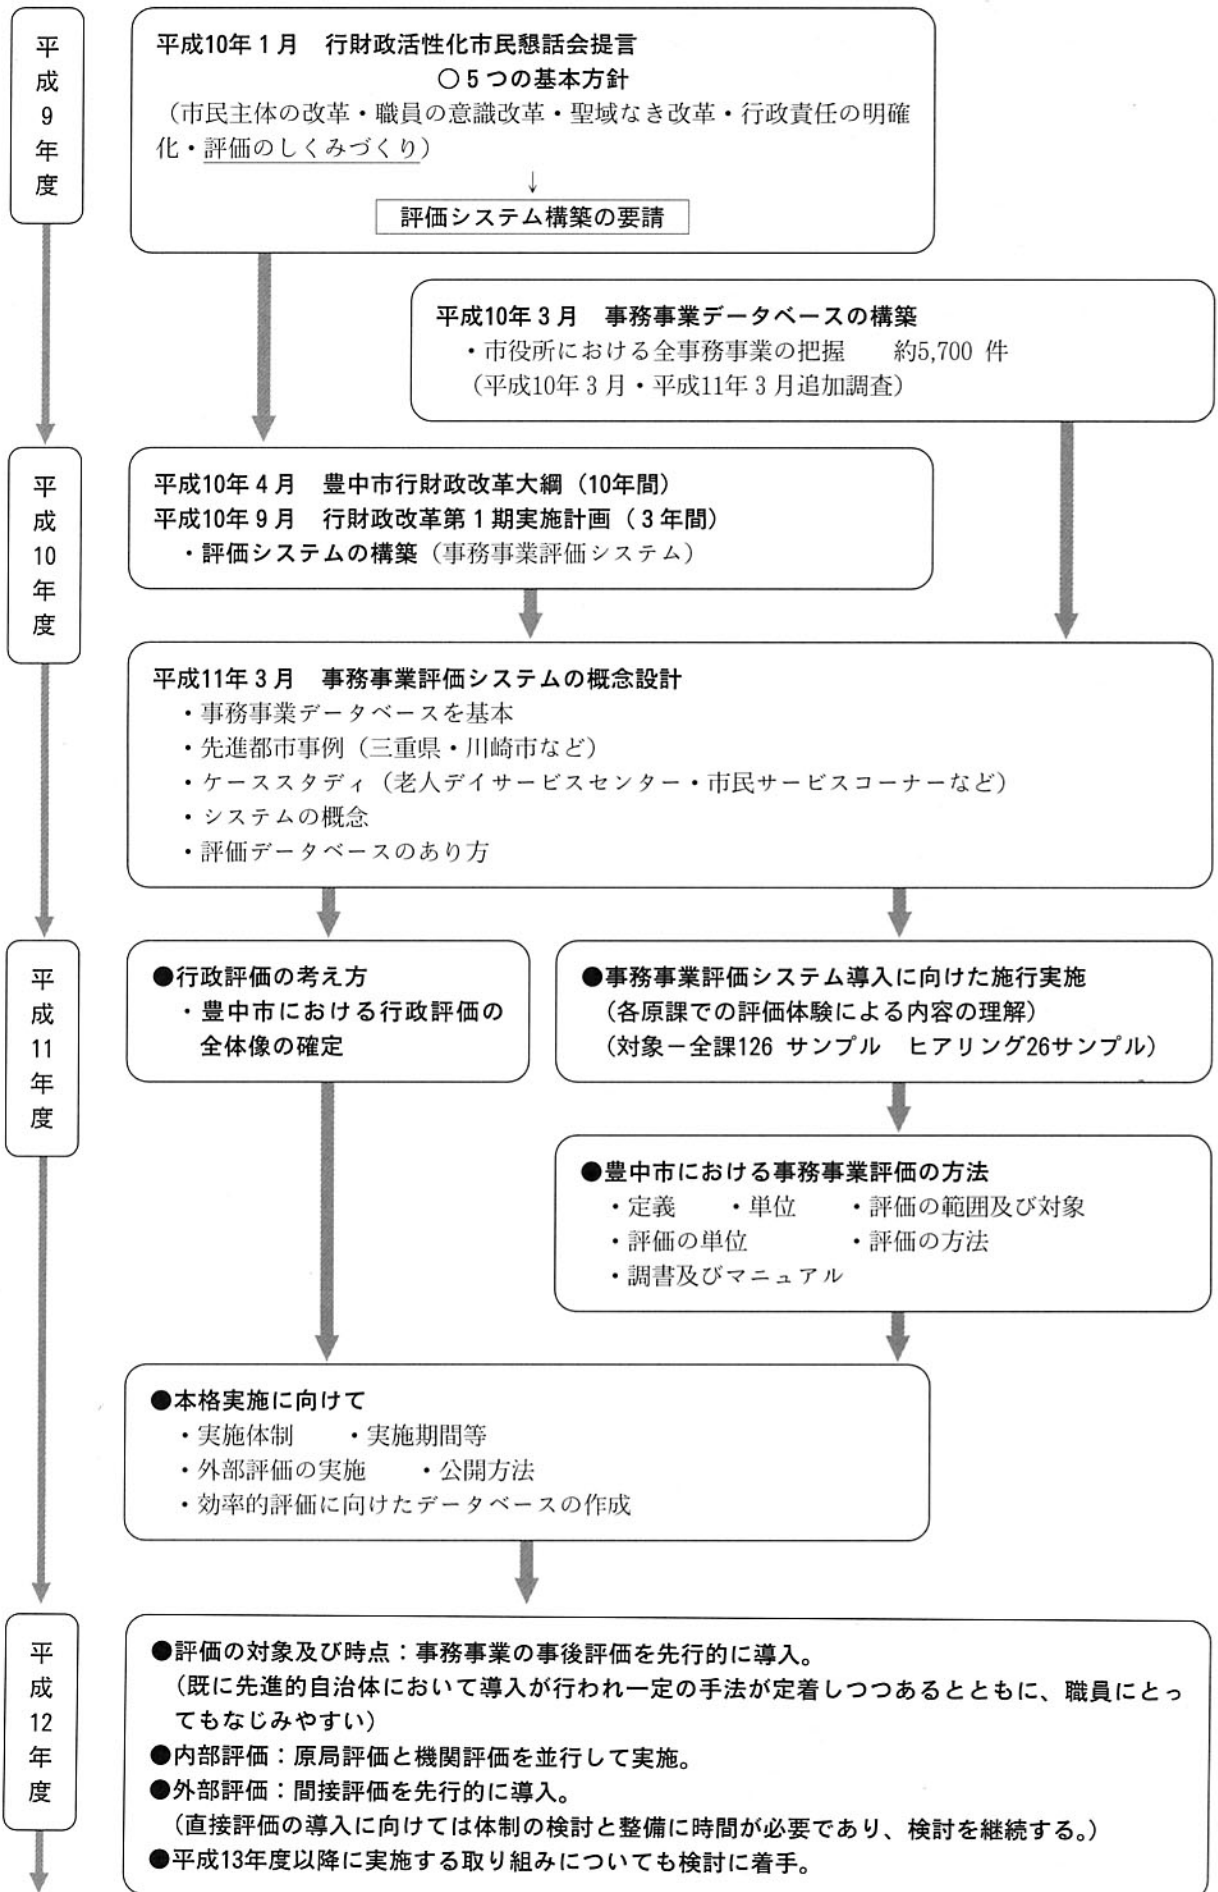 平成9年度
平成10年1月　行財政活性化市民懇話会提言
○5つの基本方針
（市民主体の改革・職員の意識改革・聖域なき改革・行政責任の明確
化・評価のしくみづくり）
↓
評価システム構築の要請
平成10年3月　事務事業データベースの構築
・市役所における全事務事業の把握　　約5,700 件
（平成10年3月・平成11年3月追加調査）
平成10年度
平成10年4月　豊中市行財政改革大綱（10年間）
平成10年9月　行財政改革第1期実施計画（3年間）
・評価システムの構築（事務事業評価システム）
平成11年3月　事務事業評価システムの概念設計
・事務事業データベースを基本
・先進都市事例（三重県・川崎市など）
・ケーススタディ（老人デイサービスセンター・市民サービスコーナーなど）
・システムの概念
・評価データベースのあり方
平成11年度
●行政評価の考え方
・豊中市における行政評価の
全体像の確定
●事務事業評価システム導入に向けた施行実施
（各原課での評価体験による内容の理解）
（対象－全課126 サンプル　ヒアリング26サンプル）
●豊中市における事務事業評価の方法
・定義　　・単位　　・評価の範囲及び対象
・評価の単位　　　　・評価の方法
・調書及びマニュアル
●本格実施に向けて
・実施体制　　・実施期間等
・外部評価の実施　　・公開方法
・効率的評価に向けたデータベースの作成
平成12年度
●評価の対象及び時点：事務事業の事後評価を先行的に導入。
（既に先進的自治体において導入が行われ一定の手法が定着しつつあるとともに、職員にとっ
てもなじみやすい）
●内部評価：原局評価と機関評価を並行して実施。
●外部評価：間接評価を先行的に導入。
（直接評価の導入に向けては体制の検討と整備に時間が必要であり、検討を継続する。）
●平成13年度以降に実施する取り組みについても検討に着手。